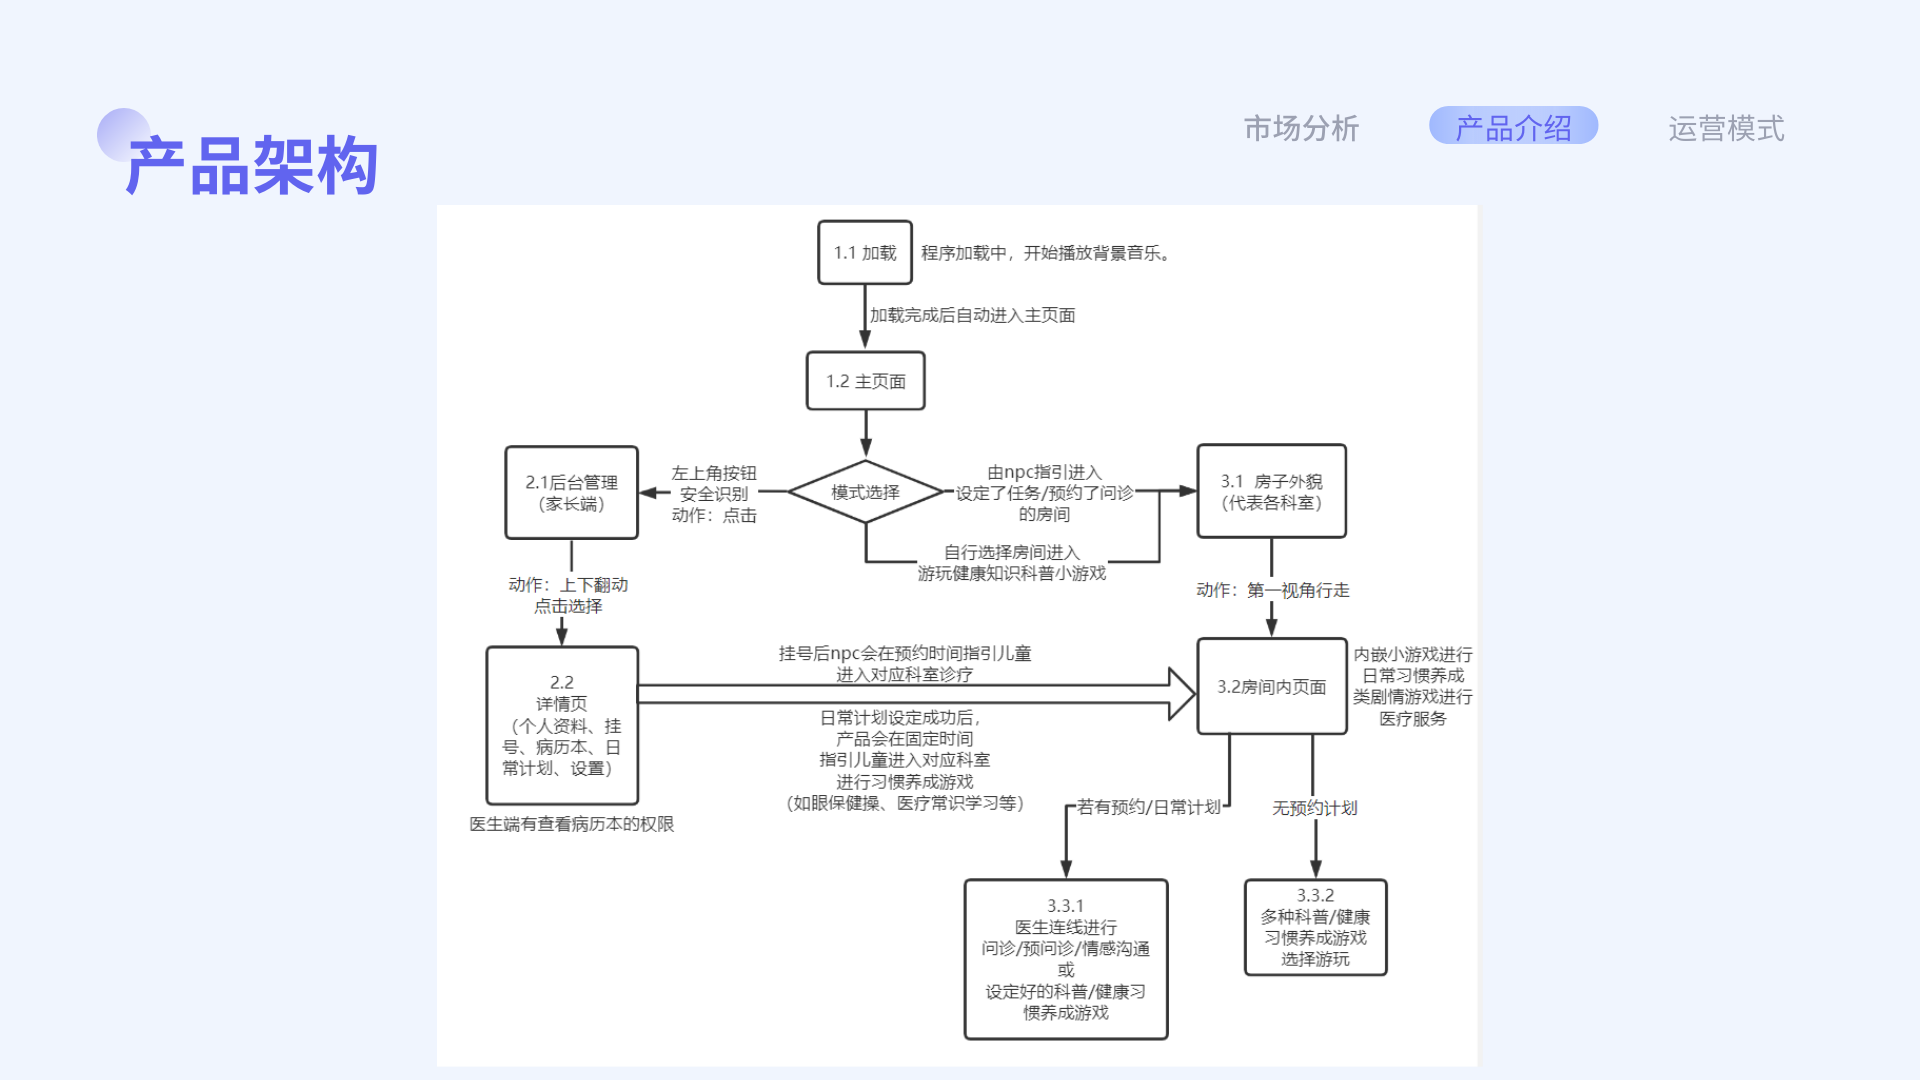 产品架构
市场分析
产品介绍
运营模式
1.1 加载
程序加载中，开始播放背景音乐。
加载完成后自动进入主页面
1.2 主页面
模式选择
左上角按钮
安全识别
动作：点击
2.1后台管理
（家长端）
由npc指引进入
设定了任务/预约了问诊
的房间
自行选择房间进入
游玩健康知识科普小游戏
3.1 房子外貌
（代表各科室）
动作：上下翻动
点击选择
动作：第一视角行走
2.2
详情页
（个人资料、挂
号、病历本、日
常计划、设置）
医生端有查看病历本的权限
挂号后npc会在预约时间指引儿童
进入对应科室诊疗
日常计划设定成功后，
产品会在固定时间
指引儿童进入对应科室
进行习惯养成游戏
（如眼保健操、医疗常识学习等）
3.2房间内页面
内嵌小游戏进行
日常习惯养成
类剧情游戏进行
医疗服务
若有预约/日常计划
无预约计划
3.3.1
医生连线进行
问诊/预问诊/情感沟通
或
设定好的科普/健康习
惯养成游戏
3.3.2
多种科普/健康
习惯养成游戏
选择游玩